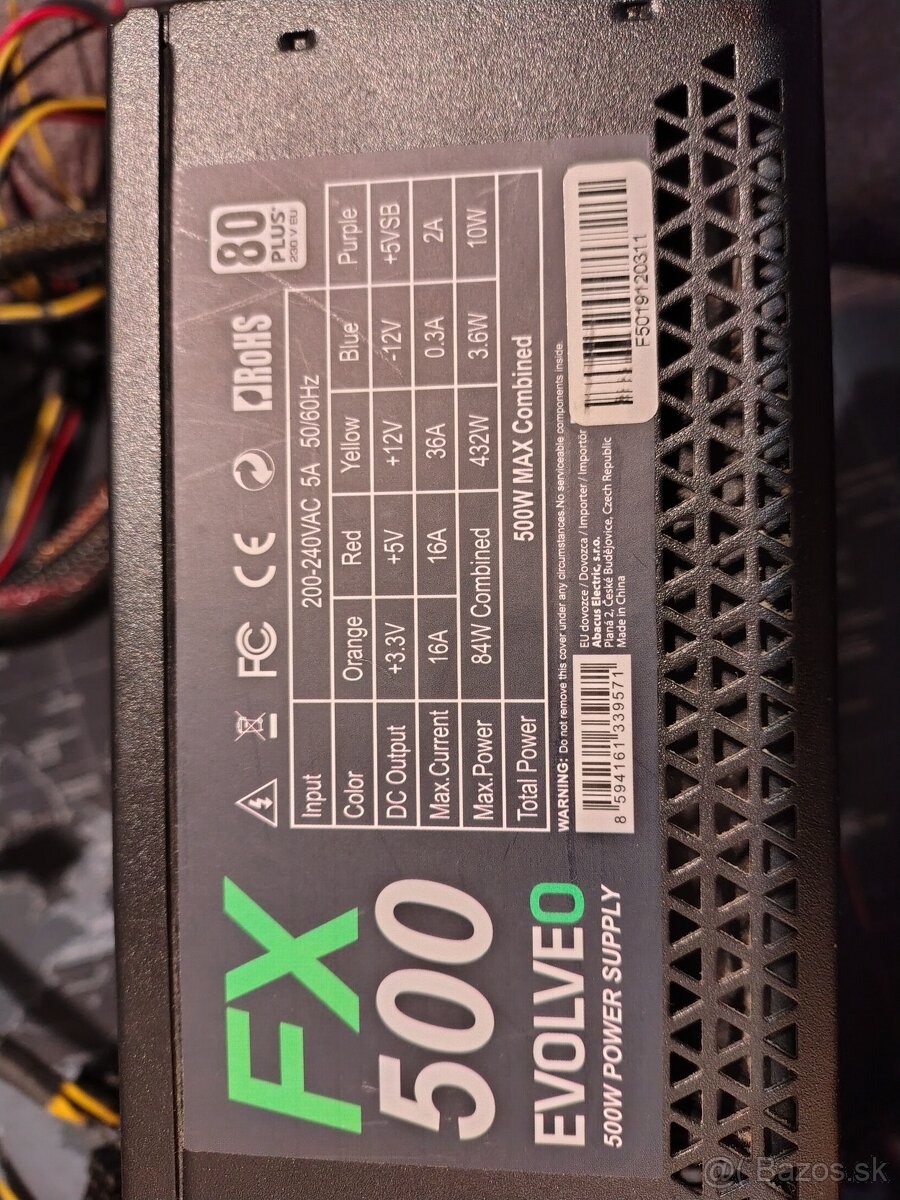 FX
500
EVOLVEO
500W POWER SUPPLY
FC CE RoHS 80
PLUS
230 V EU
Input 200-240VAC 5A 50/60Hz
Color Orange Red Yellow Blue Purple
DC Output +3.3V +5V +12V -12V +5VSB
Max.Current 16A 16A 36A 0.3A 2A
Max.Power 84W Combined 432W 3.6W 10W
Total Power 500W MAX Combined
WARNING: Do not remove this cover under any circumstances.No serviceable components inside.
8 594161 339571
EU dovozce / Dovozca / Importer / Importör
Abacus Electric, s.r.o.
Planá 2, České Budějovice, Czech Republic
Made in China
F5019120311
@( Bazos.sk